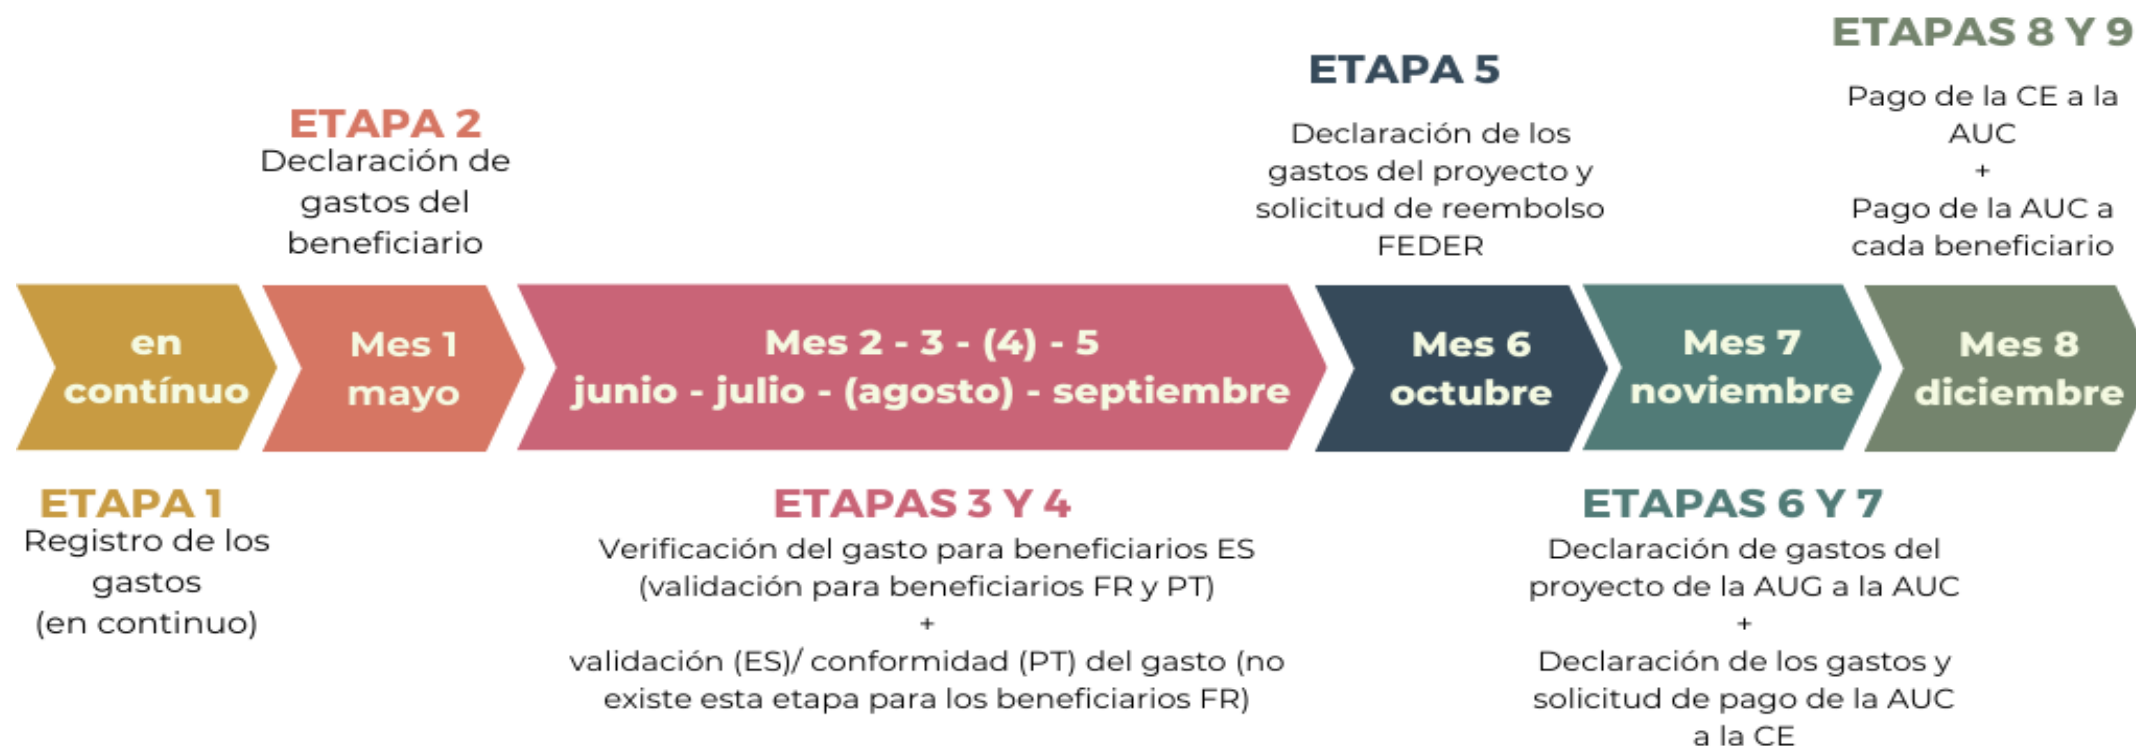 ETAPA 1
Registro de los
gastos
(en continuo)
en
contínuo
ETAPA 2
Declaración de
gastos del
beneficiario
Mes 1
mayo
Mes 2 - 3 - (4) - 5
junio - julio - (agosto) - septiembre
ETAPAS 3 Y 4
Verificación del gasto para beneficiarios ES
(validación para beneficiarios FR y PT)
+
validación (ES)/ conformidad (PT) del gasto (no
existe esta etapa para los beneficiarios FR)
ETAPA 5
Declaración de los
gastos del proyecto y
solicitud de reembolso
FEDER
Mes 6
octubre
Mes 7
noviembre
ETAPAS 6 Y 7
Declaración de gastos del
proyecto de la AUG a la AUC
+
Declaración de los gastos y
solicitud de pago de la AUC
a la CE
ETAPAS 8 Y 9
Pago de la CE a la
AUC
+
Pago de la AUC a
cada beneficiario
Mes 8
diciembre